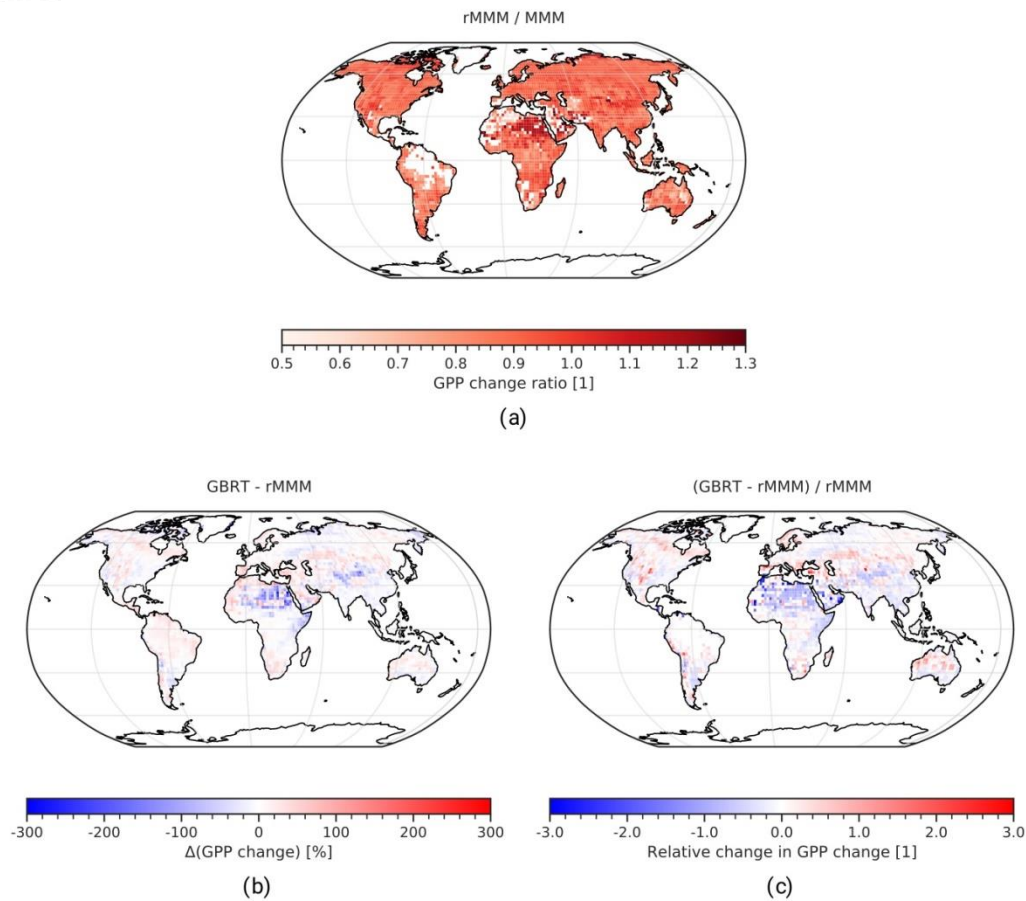 rMMM / MMM
0.5 0.6 0.7 0.8 0.9 1.0 1.1 1.2 1.3
GPP change ratio [1]
(a)
GBRT - rMMM
(GBRT - rMMM) / rMMM
-300 -200 -100 0 100 200 300
Δ(GPP change) [%]
-3.0 -2.0 -1.0 0.0 1.0 2.0 3.0
Relative change in GPP change [1]
(b)
(c)